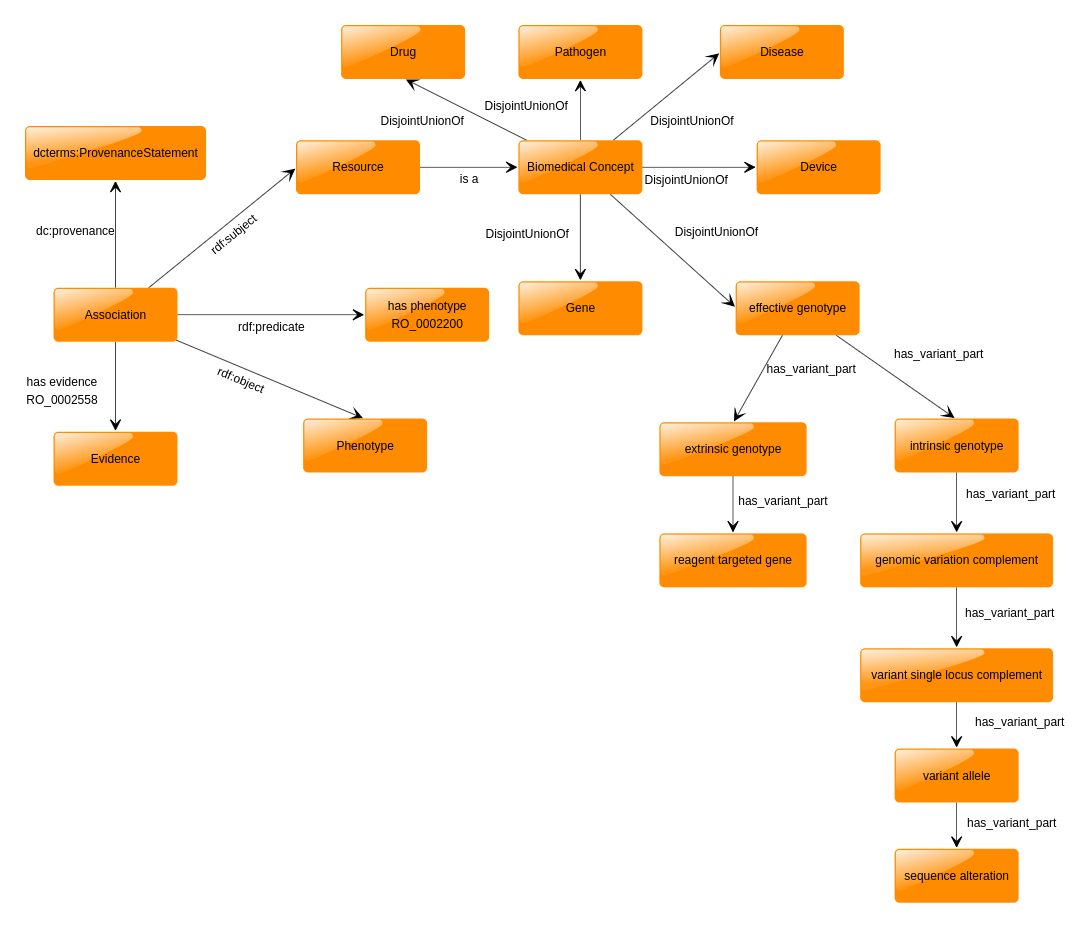 Drug
Pathogen
Disease
DisjointUnionOf
DisjointUnionOf
DisjointUnionOf
dcterms:ProvenanceStatement
Resource
is a
Biomedical Concept
DisjointUnionOf
Device
dc:provenance
rdf:subject
DisjointUnionOf
DisjointUnionOf
Association
rdf:predicate
has phenotype
RO_0002200
Gene
effective genotype
has evidence
RO_0002558
rdf:object
has_variant_part
has_variant_part
Evidence
Phenotype
extrinsic genotype
intrinsic genotype
has_variant_part
has_variant_part
reagent targeted gene
genomic variation complement
has_variant_part
variant single locus complement
has_variant_part
variant allele
has_variant_part
sequence alteration